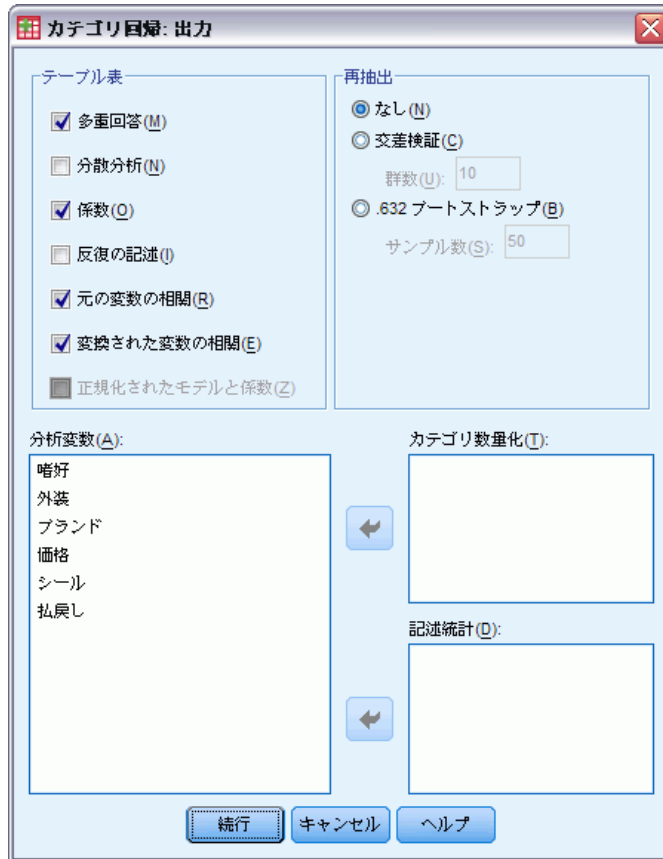 カテゴリ回帰: 出力
テーブル表
多重回答(M)
分散分析(N)
係数(O)
反復の記述(I)
元の変数の相関(R)
変換された変数の相関(E)
正規化されたモデルと係数(Z)
再抽出
なし(N)
交差検証(C)
群数(U): 10
.632 ブートストラップ(B)
サンプル数(S): 50
分析変数(A):
嗜好
外装
ブランド
価格
シール
払戻し
カテゴリ数量化(T):
記述統計(D):
続行
キャンセル
ヘルプ